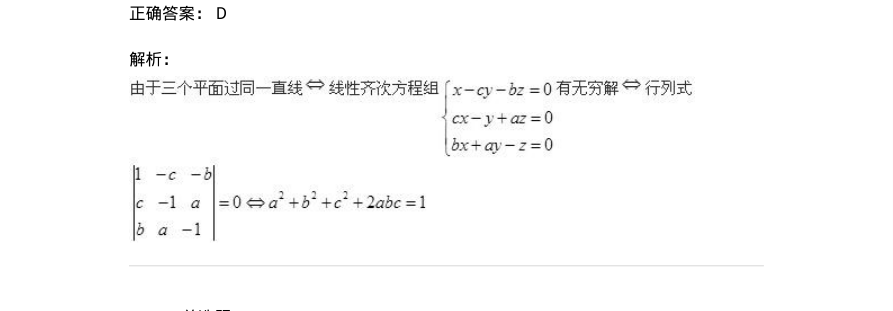 正确答案： D
解析：
由于三个平面过同一直线⇔线性齐次方程组{x−cy−bz=0有无穷解⇔行列式
cx−y+az=0
bx+ay−z=0
|1 −c −b|
|c −1 a|=0⇔a²+b²+c²+2abc=1
|b a −1|